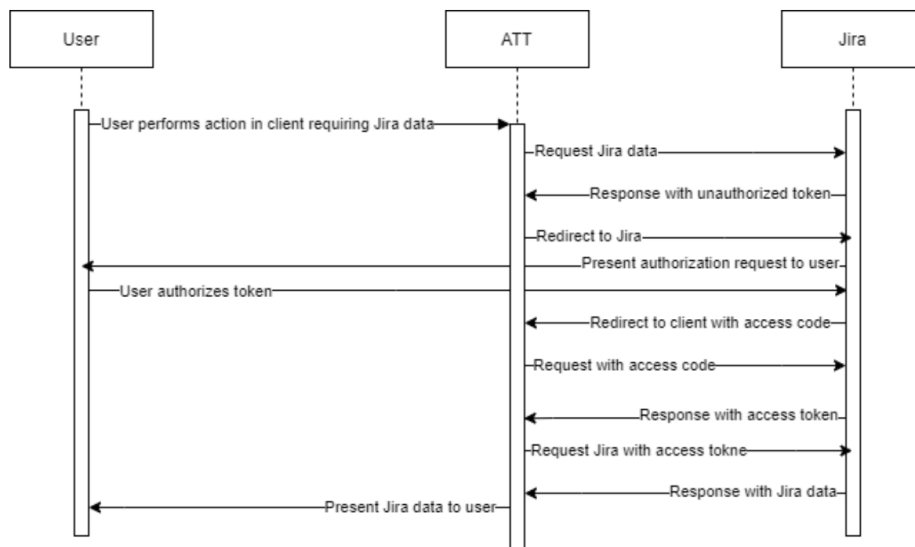 User
ATT
Jira
User performs action in client requiring Jira data
Request Jira data
Response with unauthorized token
Redirect to Jira
Present authorization request to user
User authorizes token
Redirect to client with access code
Request with access code
Response with access token
Request Jira with access tokne
Response with Jira data
Present Jira data to user